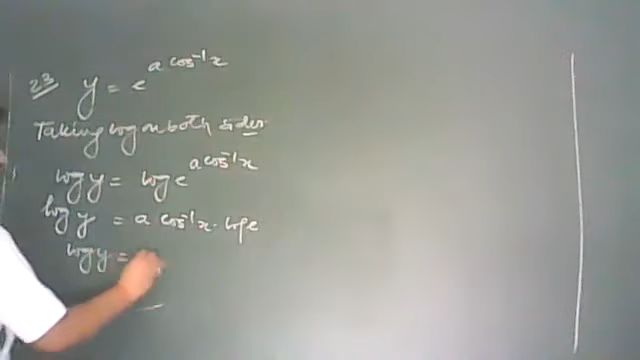 23 y = e^{a cos⁻¹x}
Taking log on both sides
log y = log e^{a cos⁻¹x}
log y = a cos⁻¹x · log e
log y =